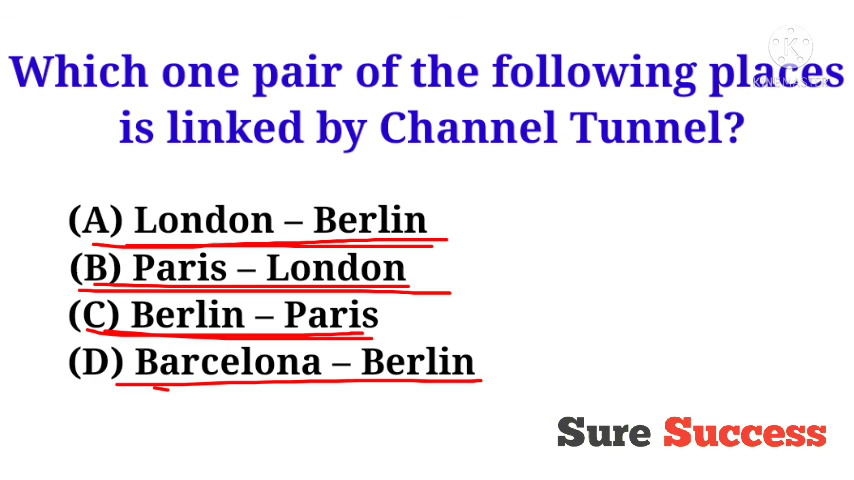 Which one pair of the following places
is linked by Channel Tunnel?
KINEMASTER
(A) London – Berlin
(B) Paris – London
(C) Berlin – Paris
(D) Barcelona – Berlin
Sure Success